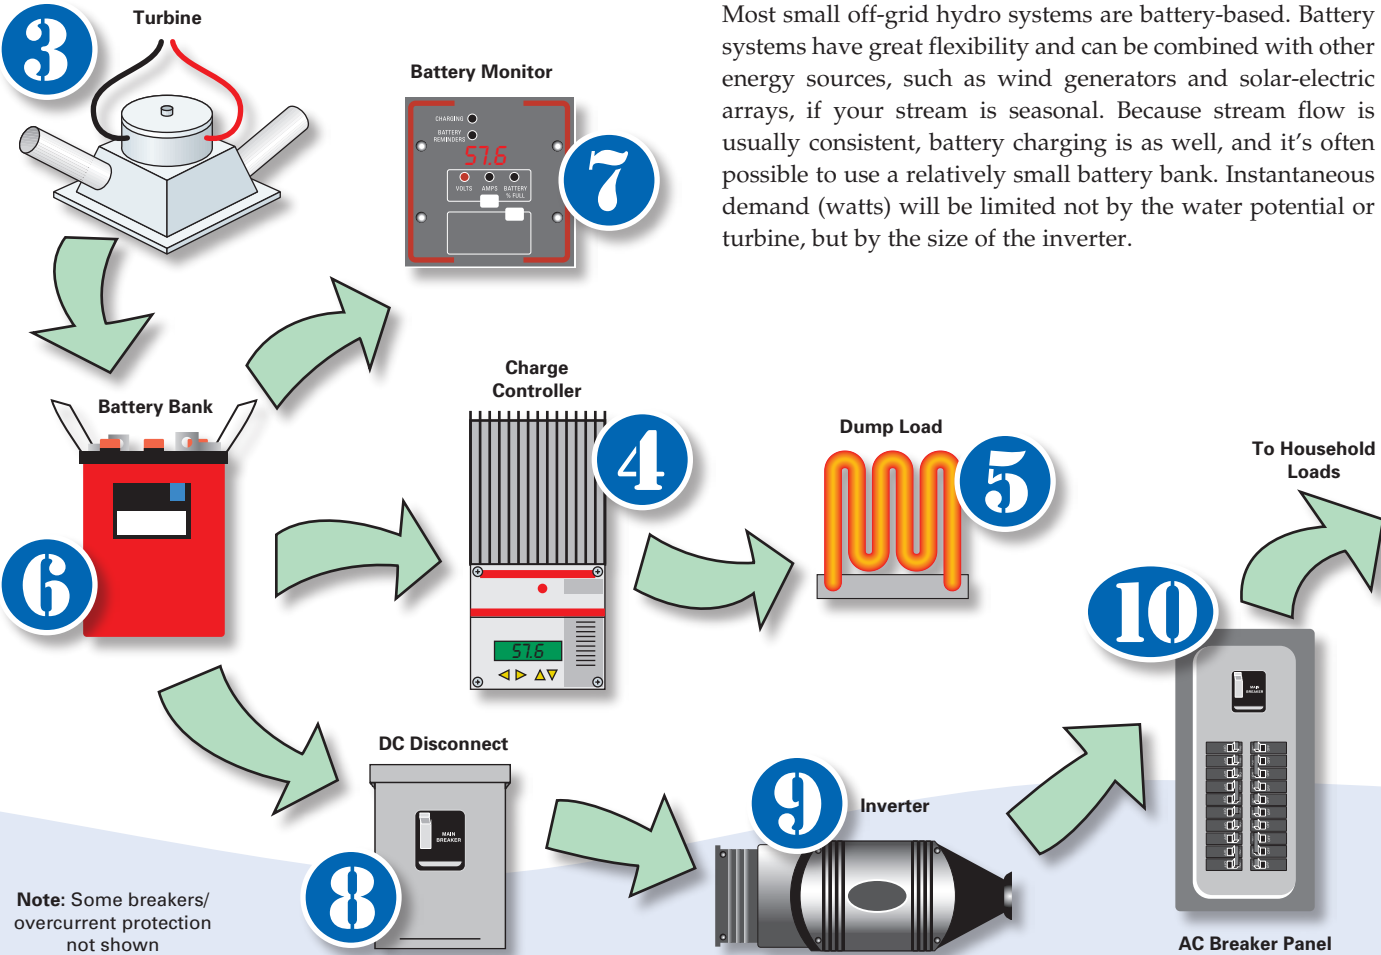 Turbine
3
Most small off-grid hydro systems are battery-based. Battery
systems have great flexibility and can be combined with other
energy sources, such as wind generators and solar-electric
arrays, if your stream is seasonal. Because stream flow is
usually consistent, battery charging is as well, and it's often
possible to use a relatively small battery bank. Instantaneous
demand (watts) will be limited not by the water potential or
turbine, but by the size of the inverter.
Battery Monitor
CHARGING
BATTERY
REMINDERS
57.6
VOLTS AMPS BATTERY
% FULL
7
Battery Bank
6
Charge
Controller
4
57.6
Dump Load
5
To Household
Loads
10
MAIN
BREAKER
AC Breaker Panel
DC Disconnect
MAIN
BREAKER
8
9
Inverter
Note: Some breakers/
overcurrent protection
not shown